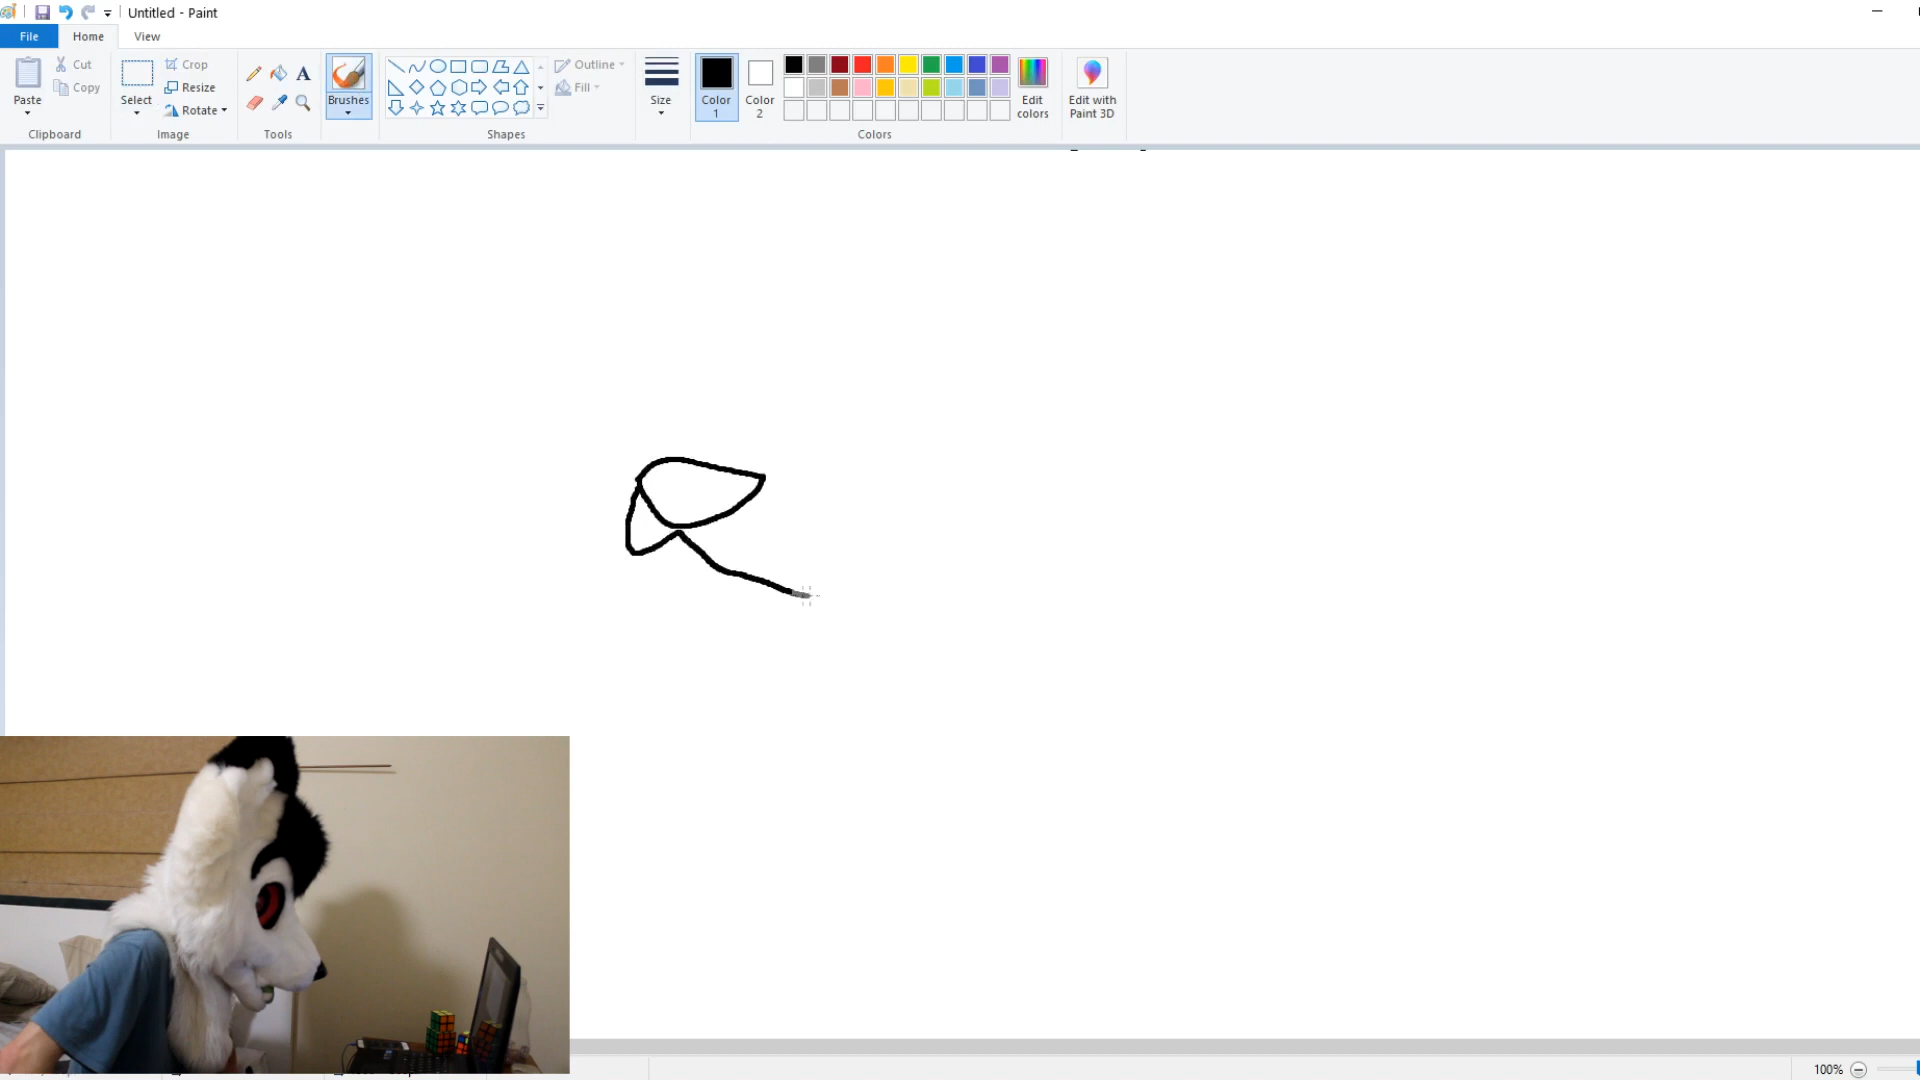 Untitled - Paint
File Home View
Cut
Copy
Paste
Clipboard
Select
Crop
Resize
Rotate
Image
A
Tools
Brushes
Outline
Fill
Shapes
Size
Color 1
Color 2
Edit colors
Colors
Edit with Paint 3D
100%